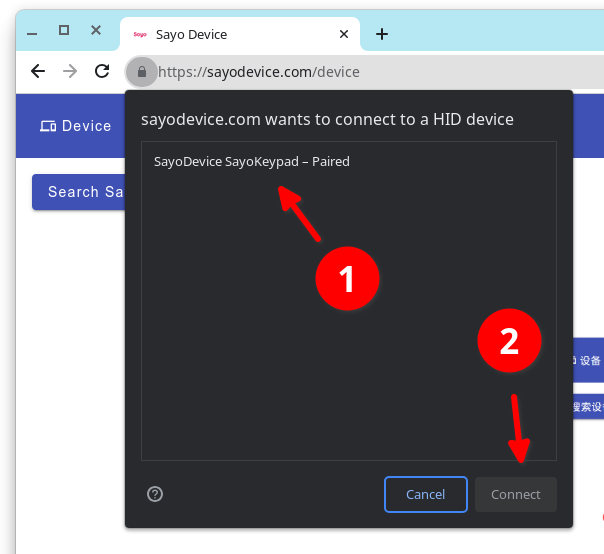 Sayo
Sayo Device
https://sayodevice.com/device
Device
sayodevice.com wants to connect to a HID device
SayoDevice SayoKeypad – Paired
Search Sa
1
2
设备
搜索设
Cancel
Connect